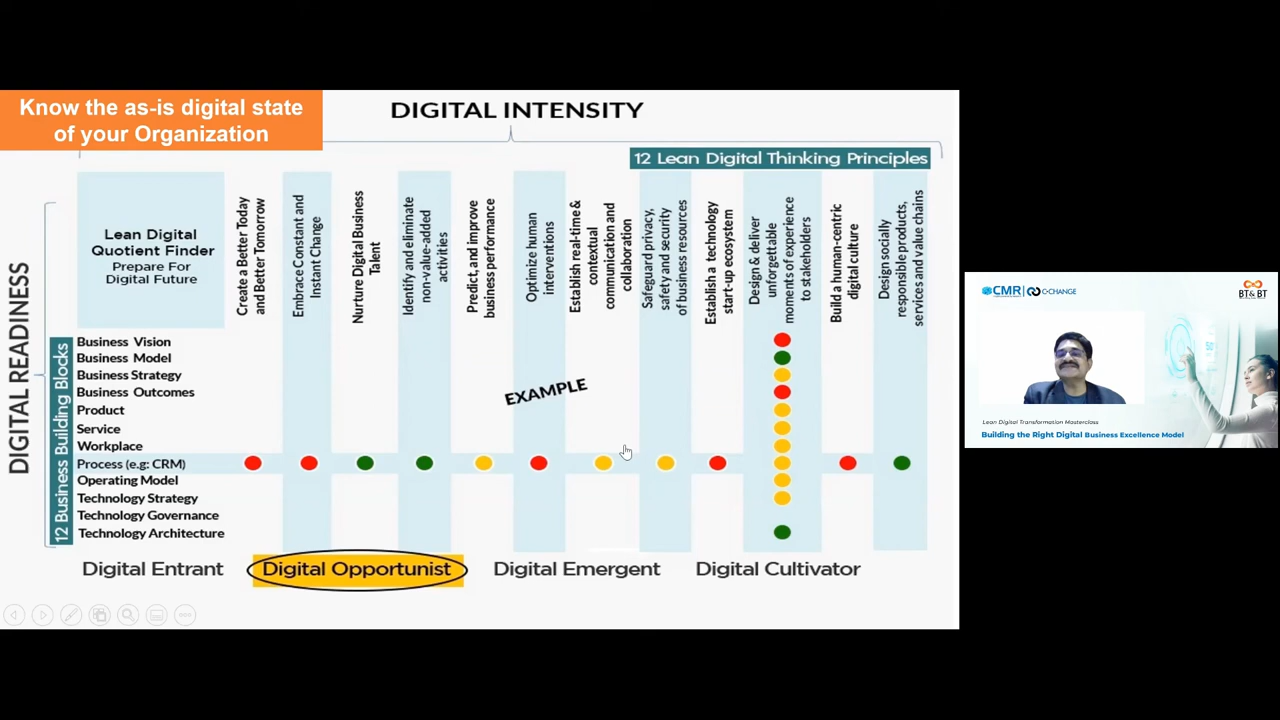 Know the as-is digital state
of your Organization
DIGITAL INTENSITY
12 Lean Digital Thinking Principles
Lean Digital
Quotient Finder
Prepare For
Digital Future
Create a Better Today
and Better Tomorrow
Embrace Constant and
Instant Change
Nurture Digital Business
Talent
Identify and eliminate
non-value-added
activities
Predict, and improve
business performance
Optimize human
interventions
Establish real-time &
contextual
communication and
collaboration
Safeguard privacy,
safety and security
of business resources
Establish a technology
start-up ecosystem
Design & deliver
unforgettable
moments of experience
to stakeholders
Build a human-centric
digital culture
Design socially
responsible products,
services and value chains
DIGITAL READINESS
12 Business Building Blocks
Business Vision
Business Model
Business Strategy
Business Outcomes
Product
Service
Workplace
Process (e.g: CRM)
Operating Model
Technology Strategy
Technology Governance
Technology Architecture
EXAMPLE
Digital Entrant
Digital Opportunist
Digital Emergent
Digital Cultivator
CMR
C-CHANGE
BT& BT
Lean Digital Transformation Masterclass
Building the Right Digital Business Excellence Model